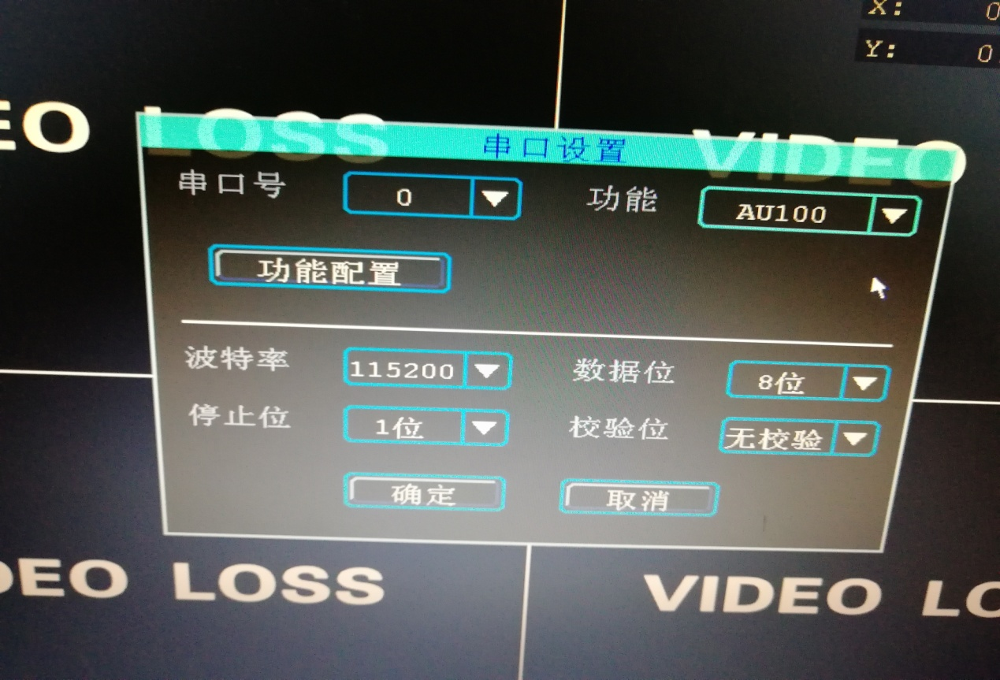 X: 0
Y: 0
EO LOSS
VIDEO
串口设置
串口号 0 功能 AU100
功能配置
波特率 115200 数据位 8位
停止位 1位 校验位 无校验
确定 取消
DEO LOSS
VIDEO LO